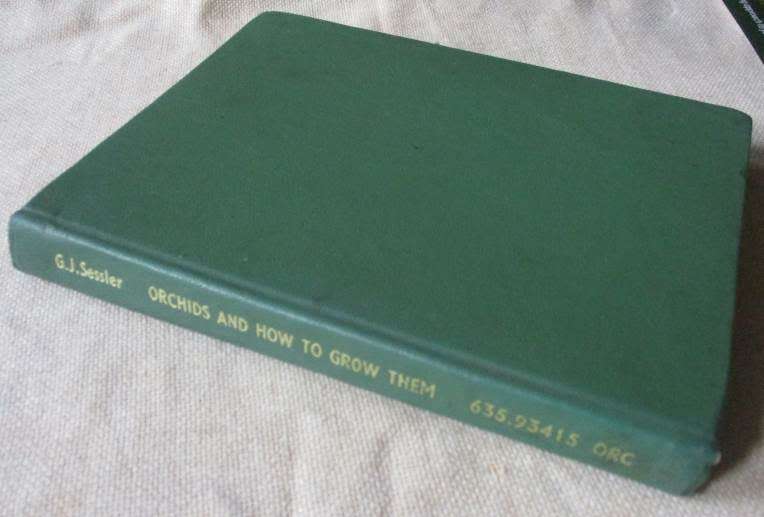 G.J.Sessler ORCHIDS AND HOW TO GROW THEM 635.93415 ORC